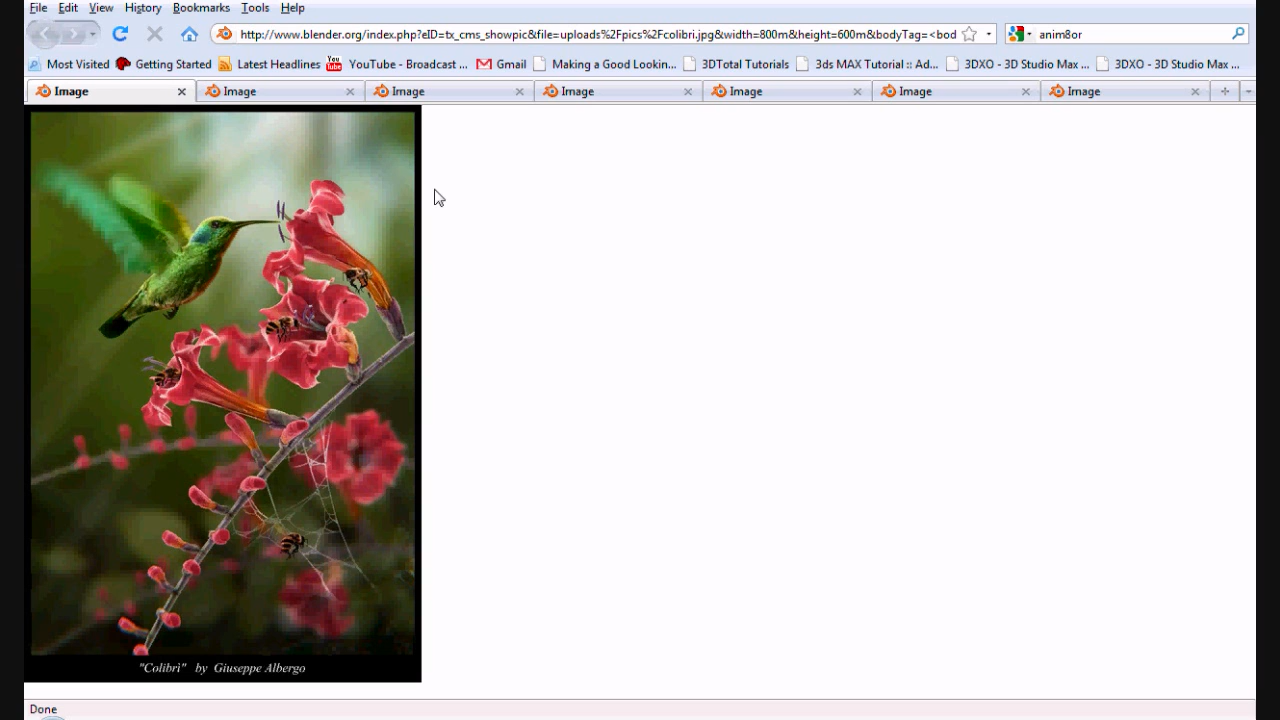 File Edit View History Bookmarks Tools Help
http://www.blender.org/index.php?eID=tx_cms_showpic&file=uploads%2Fpics%2Fcolibri.jpg&width=800m&height=600m&bodyTag=<bod
anim8or
Most Visited Getting Started Latest Headlines You Tube YouTube - Broadcast ... Gmail Making a Good Lookin... 3DTotal Tutorials 3ds MAX Tutorial :: Ad... 3DXO - 3D Studio Max ... 3DXO - 3D Studio Max ...
Image Image Image Image Image Image Image
"Colibrì" by Giuseppe Albergo
Done